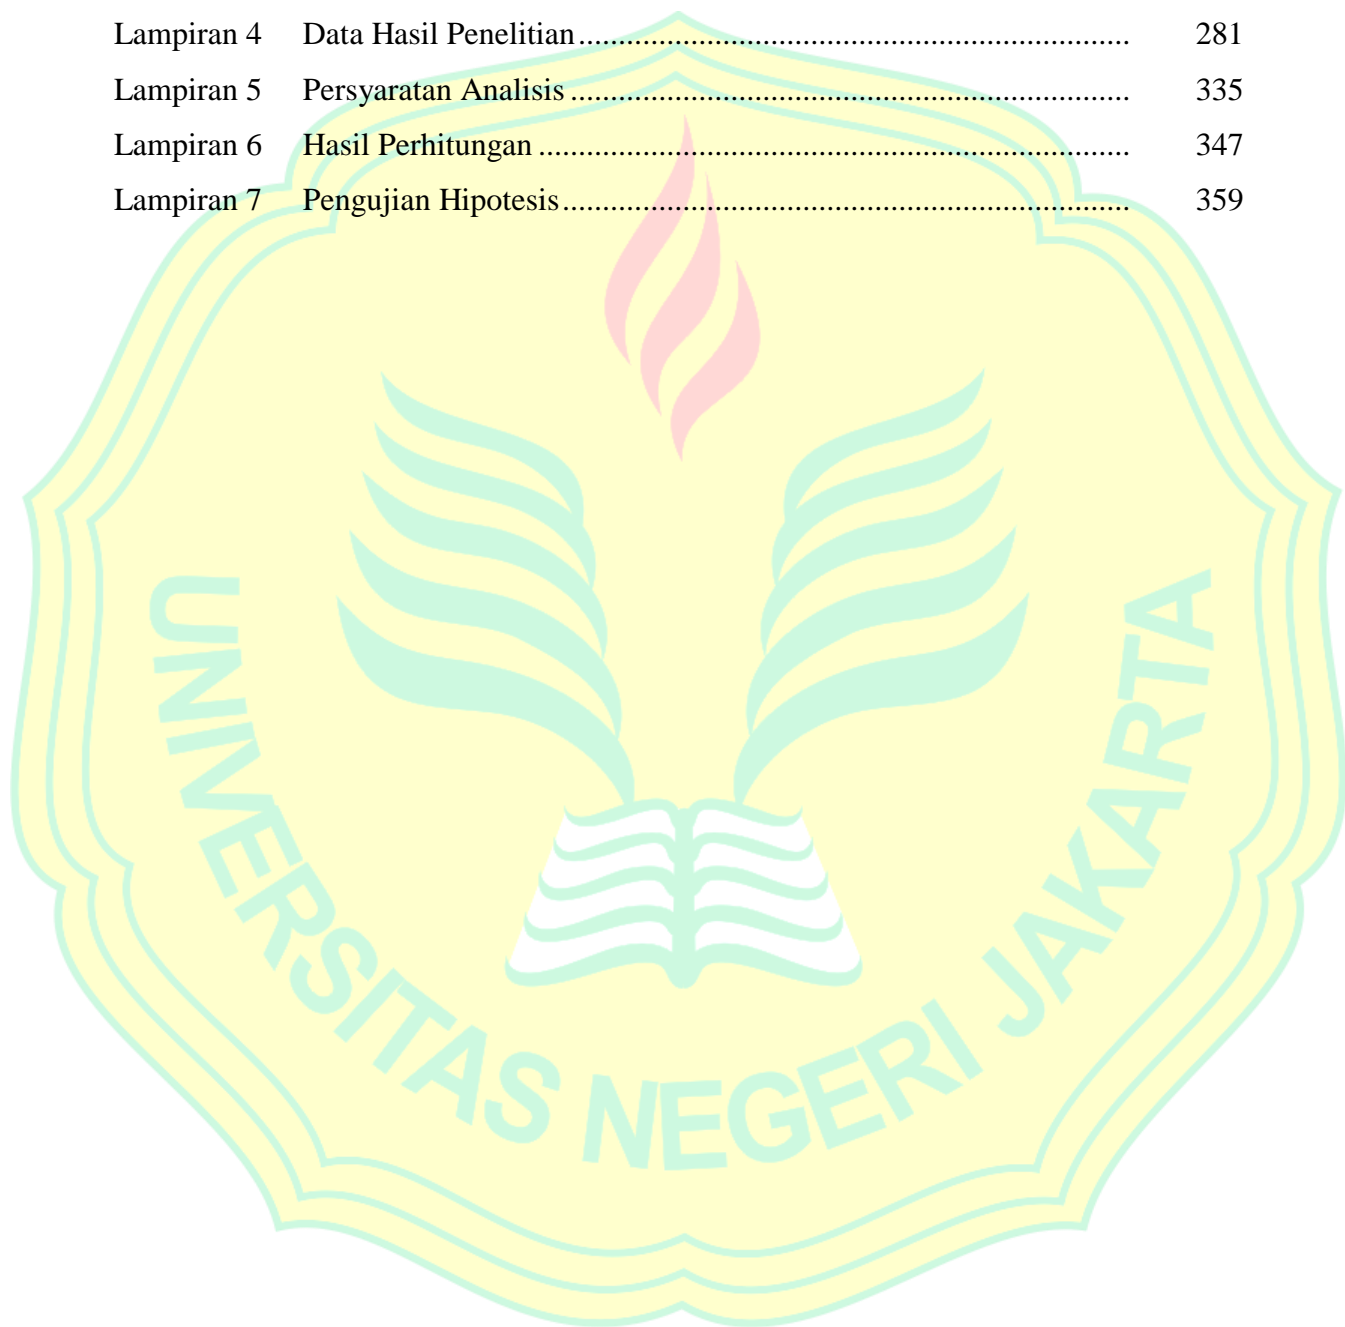 Lampiran 4 Data Hasil Penelitian...................................................................... 281
Lampiran 5 Persyaratan Analisis....................................................................... 335
Lampiran 6 Hasil Perhitungan........................................................................... 347
Lampiran 7 Pengujian Hipotesis........................................................................ 359
UNIVERSITAS NEGERI JAKARTA